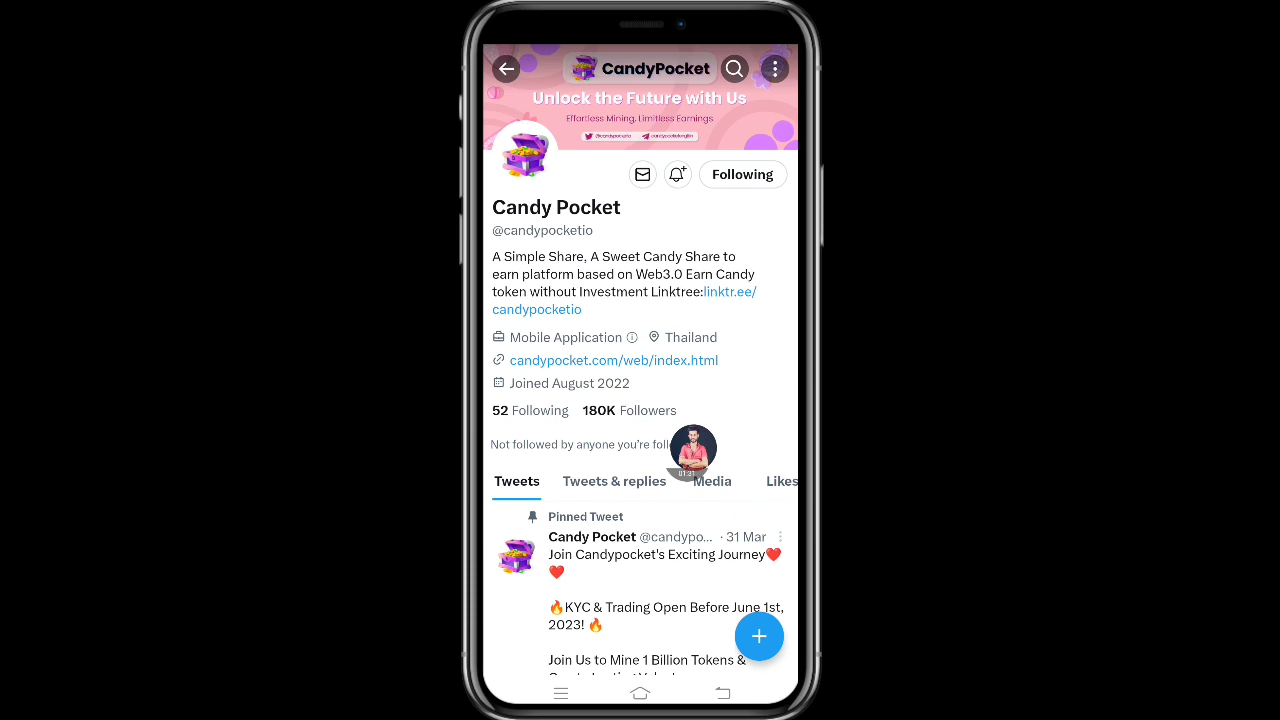 CandyPocket
Unlock the Future with Us
Effortless Mining, Limitless Earnings
@candypocketio
Following
Candy Pocket
@candypocketio
A Simple Share, A Sweet Candy Share to
earn platform based on Web3.0 Earn Candy
token without Investment Linktree:linktr.ee/
candypocketio
Mobile Application Thailand
candypocket.com/web/index.html
Joined August 2022
52 Following 180K Followers
Not followed by anyone you're foll
01:31
Tweets Tweets & replies Media Likes
Pinned Tweet
Candy Pocket @candypo... · 31 Mar
Join Candypocket's Exciting Journey❤️
❤️
🔥KYC & Trading Open Before June 1st,
2023! 🔥
Join Us to Mine 1 Billion Tokens &